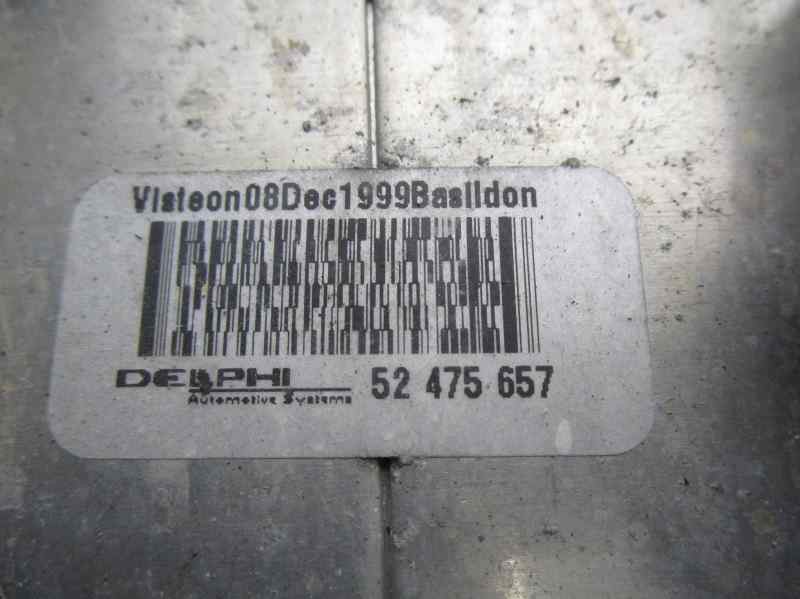 Visteon08Dec1999Basildon
DELPHI
Automotive Systems
52 475 657